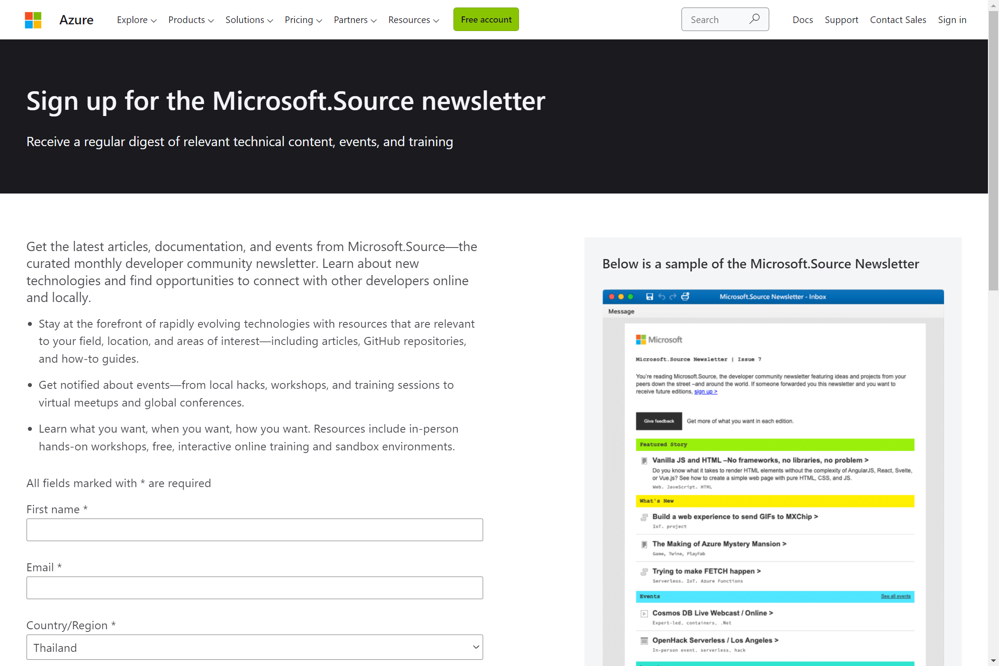 Azure
Explore
Products
Solutions
Pricing
Partners
Resources
Free account
Search
Docs
Support
Contact Sales
Sign in
Sign up for the Microsoft.Source newsletter
Receive a regular digest of relevant technical content, events, and training
Get the latest articles, documentation, and events from Microsoft.Source—the
curated monthly developer community newsletter. Learn about new
technologies and find opportunities to connect with other developers online
and locally.
• Stay at the forefront of rapidly evolving technologies with resources that are relevant
to your field, location, and areas of interest—including articles, GitHub repositories,
and how-to guides.
• Get notified about events—from local hacks, workshops, and training sessions to
virtual meetups and global conferences.
• Learn what you want, when you want, how you want. Resources include in-person
hands-on workshops, free, interactive online training and sandbox environments.
All fields marked with * are required
First name *
Email *
Country/Region *
Thailand
Below is a sample of the Microsoft.Source Newsletter
Microsoft.Source Newsletter - Inbox
Message
Microsoft
Microsoft.Source Newsletter | Issue 7
You're reading Microsoft.Source, the developer community newsletter featuring ideas and projects from your
peers down the street –and around the world. If someone forwarded you this newsletter and you want to
receive future editions, sign up >
Give feedback
Get more of what you want in each edition.
Featured Story
Vanilla JS and HTML –No frameworks, no libraries, no problem >
Do you know what it takes to render HTML elements without the complexity of AngularJS, React, Svelte,
or Vue.js? See how to create a simple web page with pure HTML, CSS, and JS.
Web. JavaScript. HTML
What's New
Build a web experience to send GIFs to MXChip >
IoT. project
The Making of Azure Mystery Mansion >
Game, Twine, PlayFab
Trying to make FETCH happen >
Serverless. IoT. Azure Functions
Events
See all events
Cosmos DB Live Webcast / Online >
Expert-led, containers, .Net
OpenHack Serverless / Los Angeles >
In-person event, serverless, hack